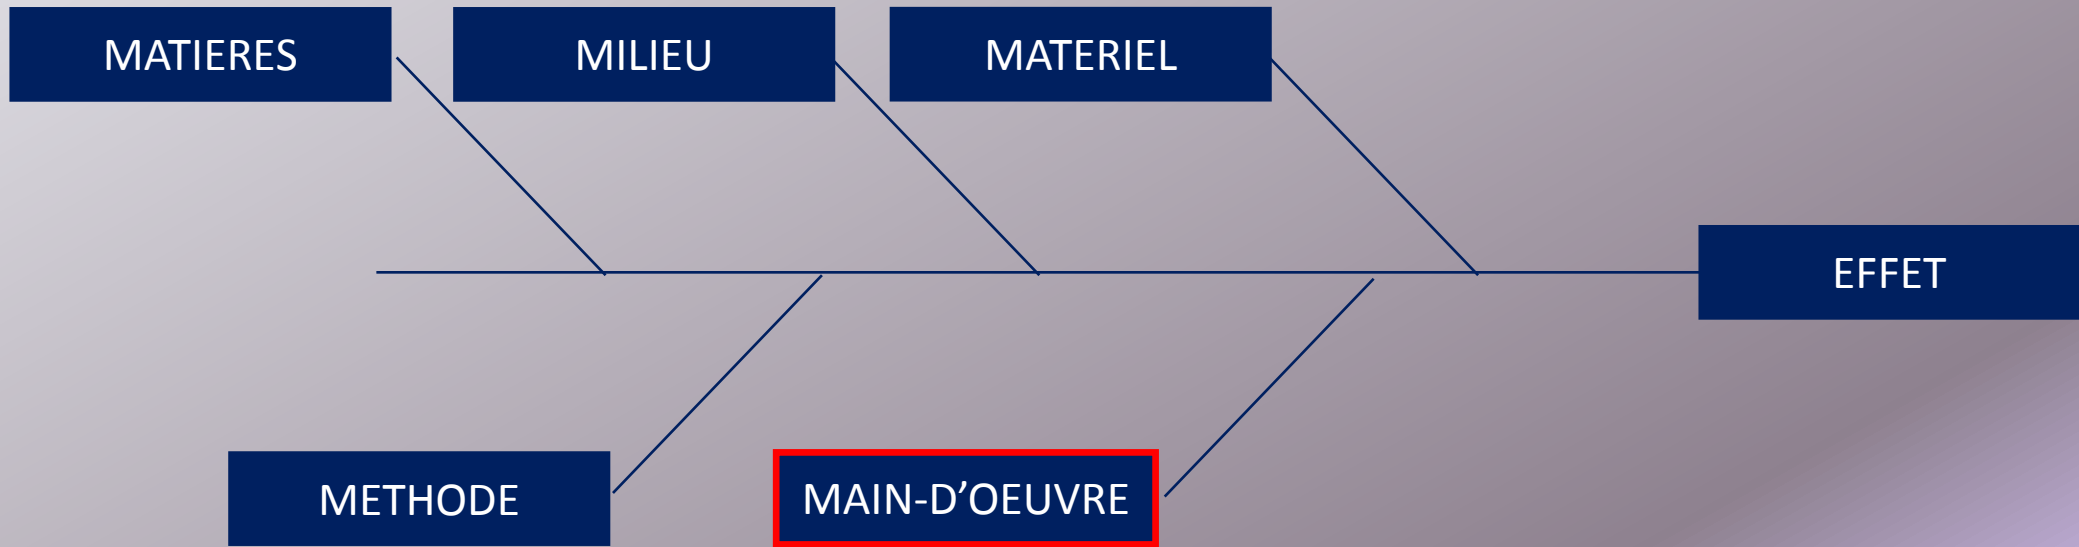 MATIERES
MILIEU
MATERIEL
EFFET
METHODE
MAIN-D’OEUVRE